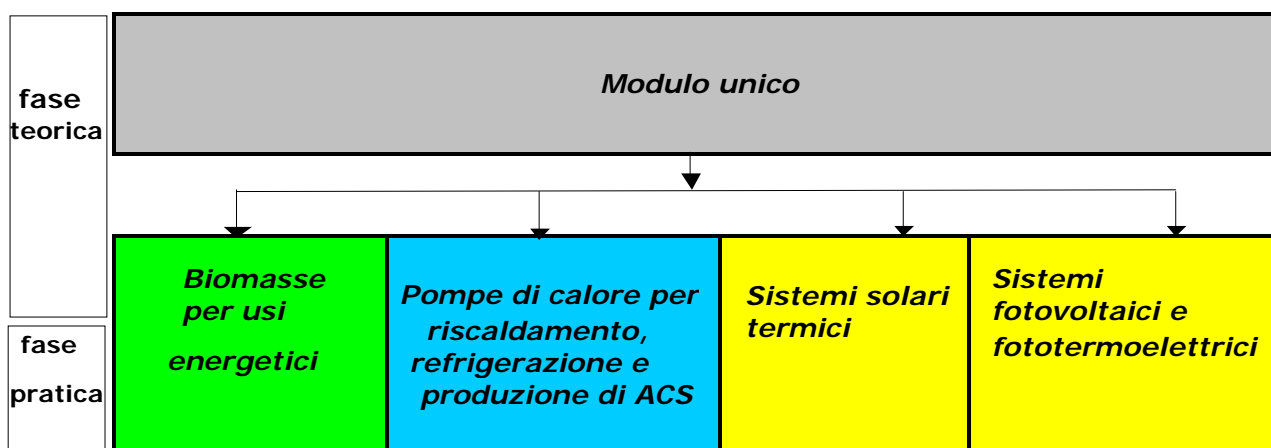 fase
teorica
Modulo unico
Biomasse
per usi
energetici
Pompe di calore per
riscaldamento,
refrigerazione e
produzione di ACS
Sistemi solari
termici
Sistemi
fotovoltaici e
fototermoelettrici
fase
pratica